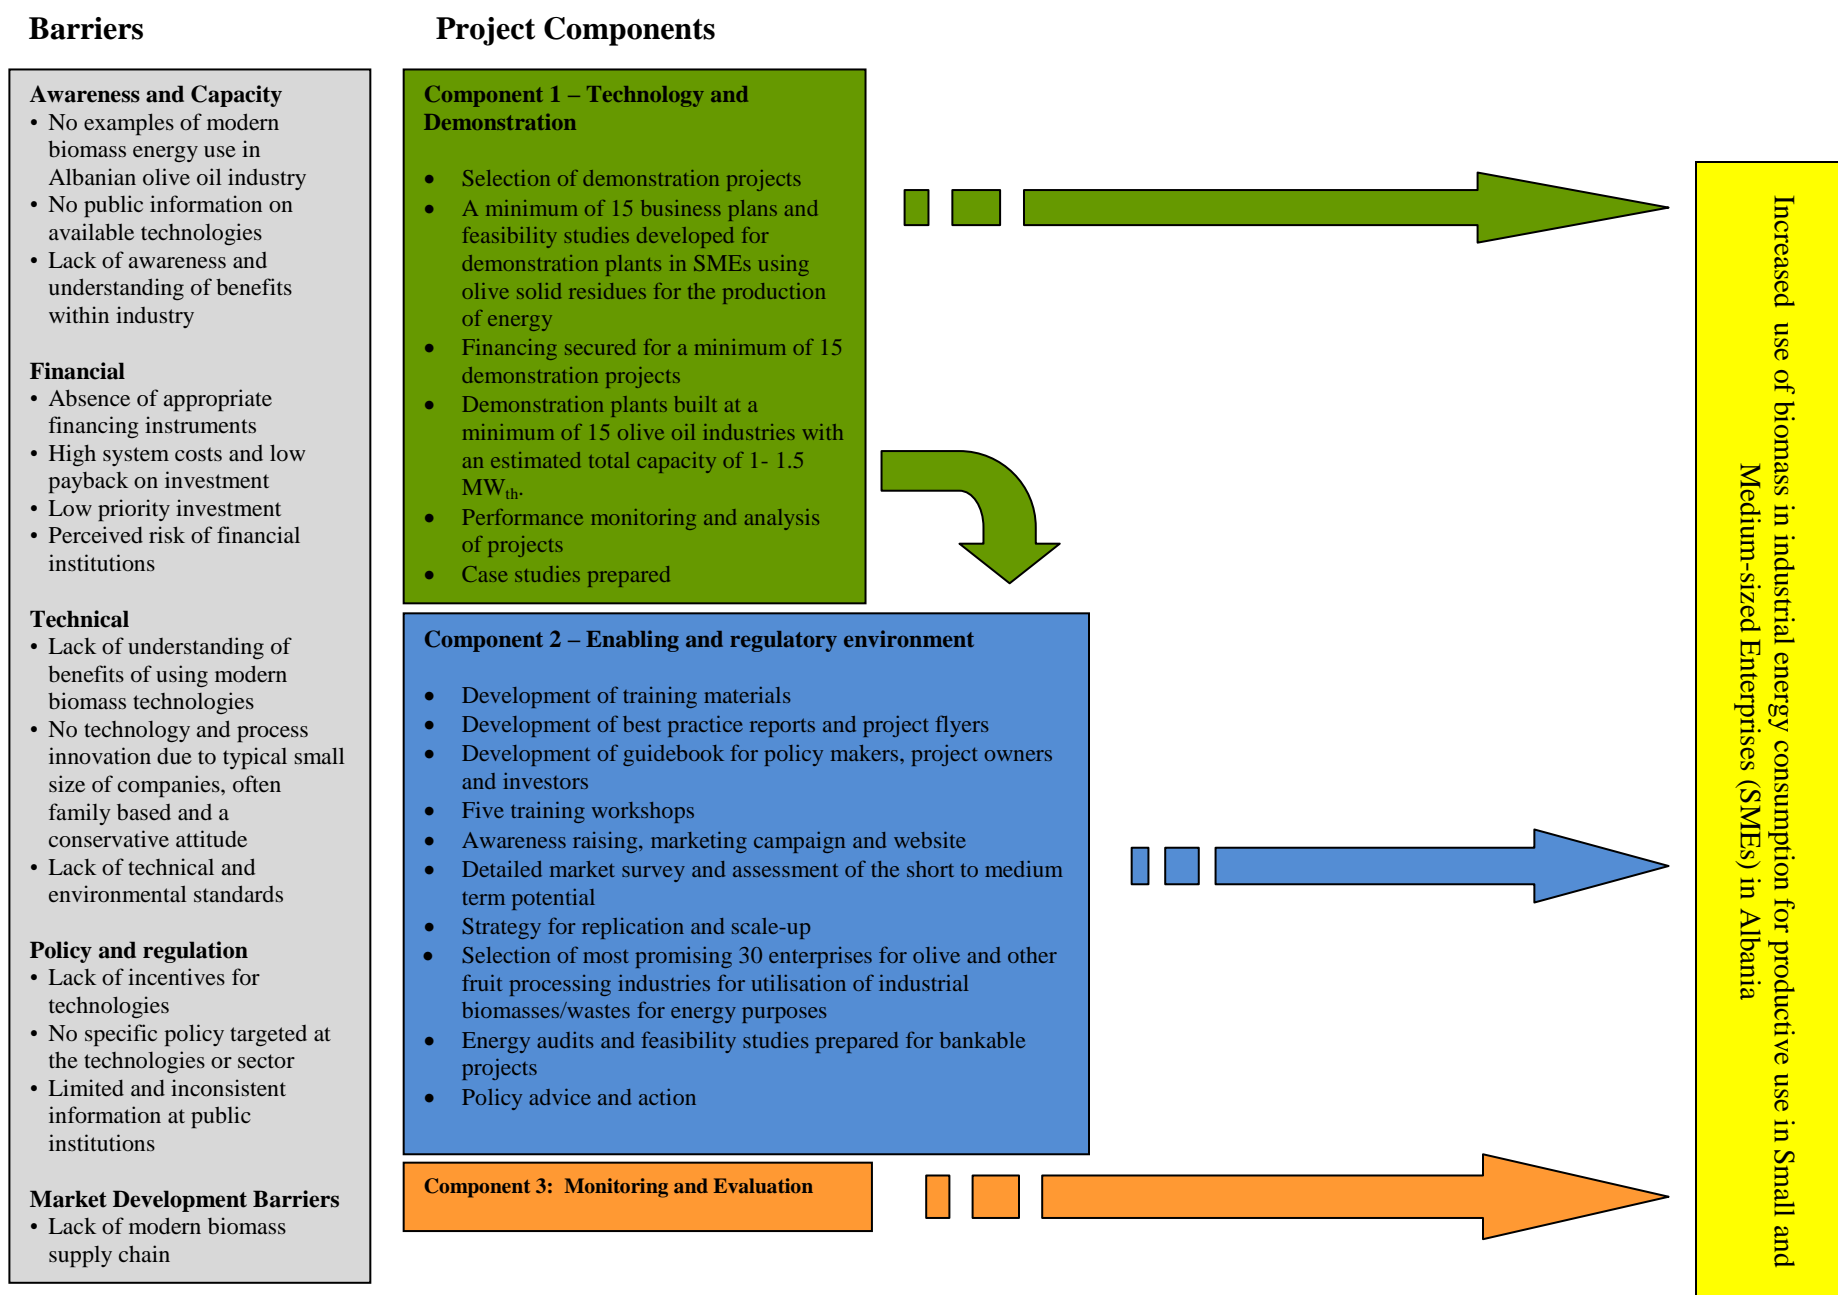 Barriers
Project Components
Awareness and Capacity
• No examples of modern
biomass energy use in
Albanian olive oil industry
• No public information on
available technologies
• Lack of awareness and
understanding of benefits
within industry
Financial
• Absence of appropriate
financing instruments
• High system costs and low
payback on investment
• Low priority investment
• Perceived risk of financial
institutions
Technical
• Lack of understanding of
benefits of using modern
biomass technologies
• No technology and process
innovation due to typical small
size of companies, often
family based and a
conservative attitude
• Lack of technical and
environmental standards
Policy and regulation
• Lack of incentives for
technologies
• No specific policy targeted at
the technologies or sector
• Limited and inconsistent
information at public
institutions
Market Development Barriers
• Lack of modern biomass
supply chain
Component 1 – Technology and
Demonstration
• Selection of demonstration projects
• A minimum of 15 business plans and
feasibility studies developed for
demonstration plants in SMEs using
olive solid residues for the production
of energy
• Financing secured for a minimum of 15
demonstration projects
• Demonstration plants built at a
minimum of 15 olive oil industries with
an estimated total capacity of 1- 1.5
MWth.
• Performance monitoring and analysis
of projects
• Case studies prepared
Component 2 – Enabling and regulatory environment
• Development of training materials
• Development of best practice reports and project flyers
• Development of guidebook for policy makers, project owners
and investors
• Five training workshops
• Awareness raising, marketing campaign and website
• Detailed market survey and assessment of the short to medium
term potential
• Strategy for replication and scale-up
• Selection of most promising 30 enterprises for olive and other
fruit processing industries for utilisation of industrial
biomasses/wastes for energy purposes
• Energy audits and feasibility studies prepared for bankable
projects
• Policy advice and action
Component 3: Monitoring and Evaluation
Increased use of biomass in industrial energy consumption for productive use in Small and
Medium-sized Enterprises (SMEs) in Albania